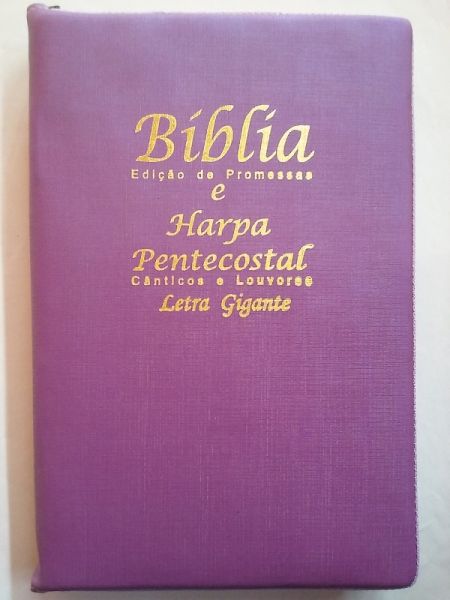 Bíblia
Edição de Promessas
e
Harpa
Pentecostal
Cânticos e Louvores
Letra Gigante